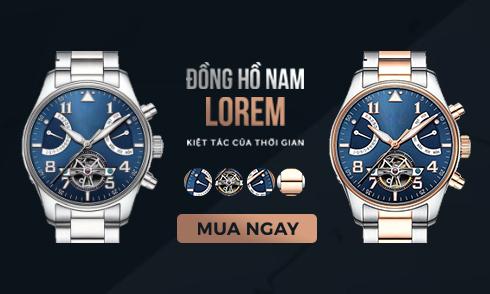 ĐỒNG HỒ NAM
LOREM
KIỆT TÁC CỦA THỜI GIAN
MUA NGAY